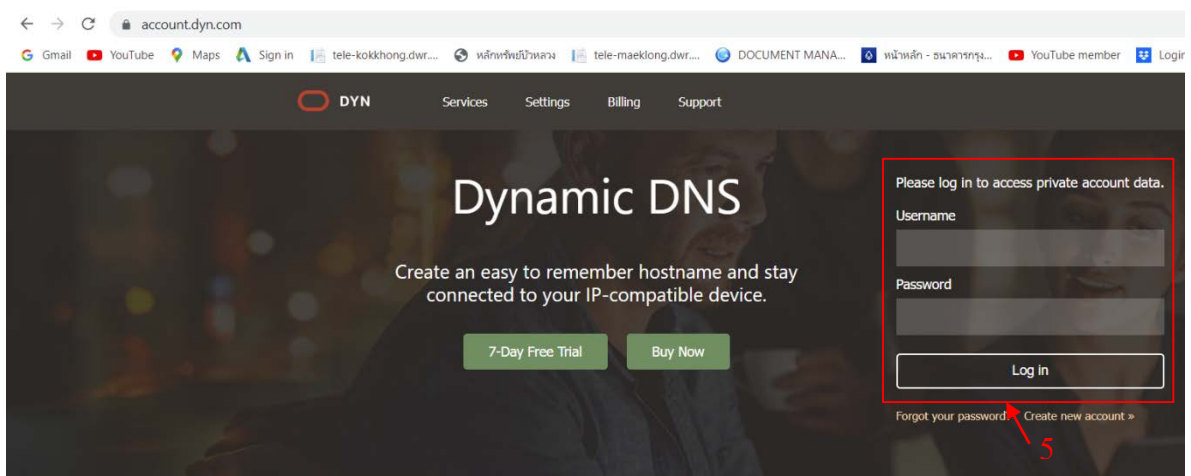 account.dyn.com
Gmail YouTube Maps Sign in tele-kokkhong.dwr.... หลักทรัพย์บัวหลวง tele-maeklong.dwr.... DOCUMENT MANA... หน้าหลัก - ธนาคารกรุง... YouTube member Login
DYN Services Settings Billing Support
Dynamic DNS
Create an easy to remember hostname and stay
connected to your IP-compatible device.
7-Day Free Trial Buy Now
Please log in to access private account data.
Username
Password
Log in
Forgot your password? Create new account »
5